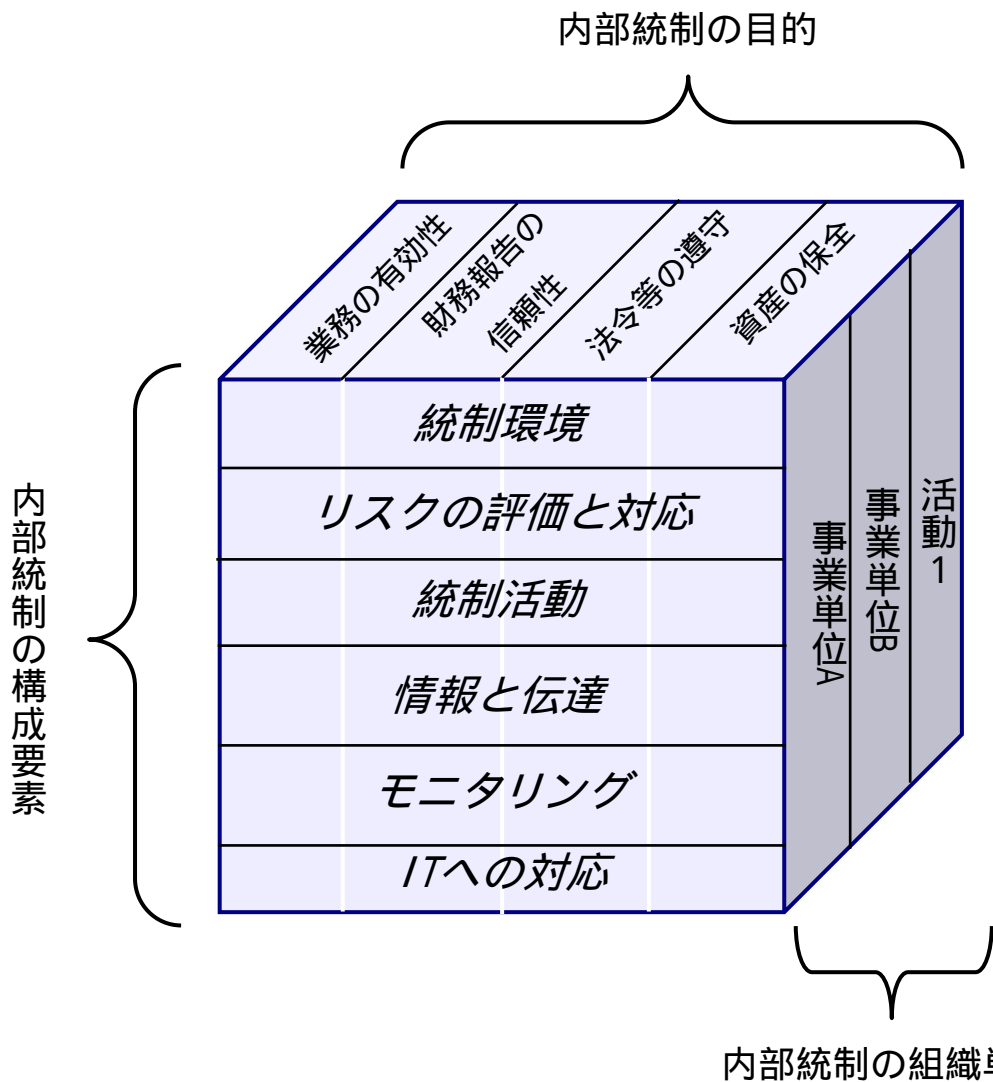 内部統制の目的
業務の有効性
財務報告の
信頼性
法令等の遵守
資産の保全
統制環境
リスクの評価と対応
統制活動
情報と伝達
モニタリング
ITへの対応
内部統制の構成要素
事業単位A
事業単位B
活動1
内部統制の組織単